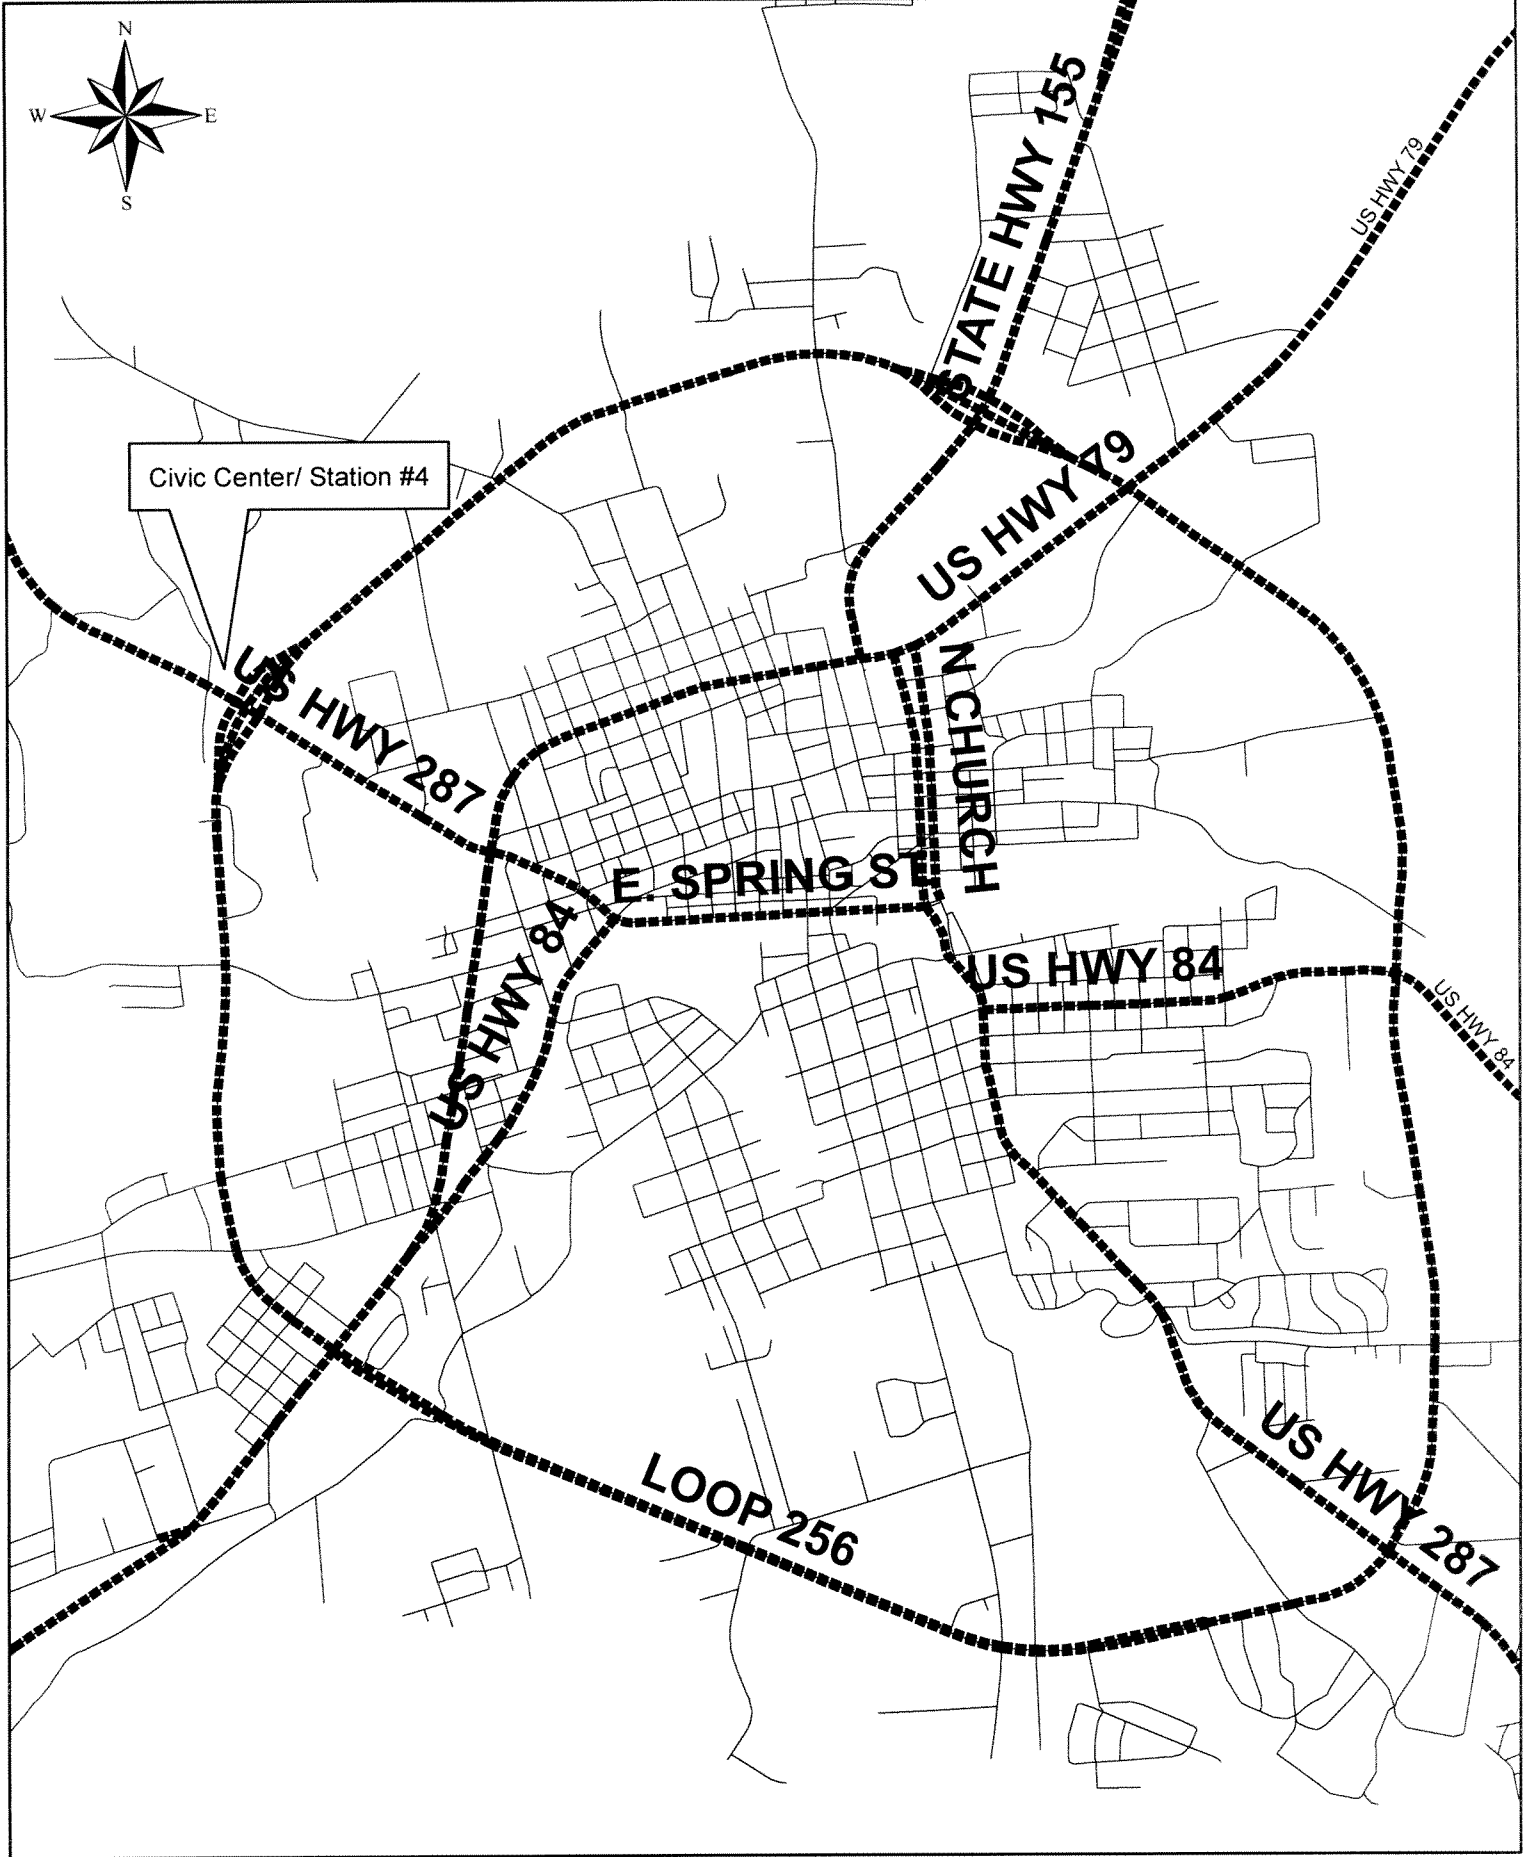 N
W
E
S
STATE HWY 155
US HWY 79
Civic Center/ Station #4
US HWY 79
US HWY 287
N CHURCH
E. SPRING ST
US HWY 84
US HWY 84
US HWY 84
LOOP 256
US HWY 287